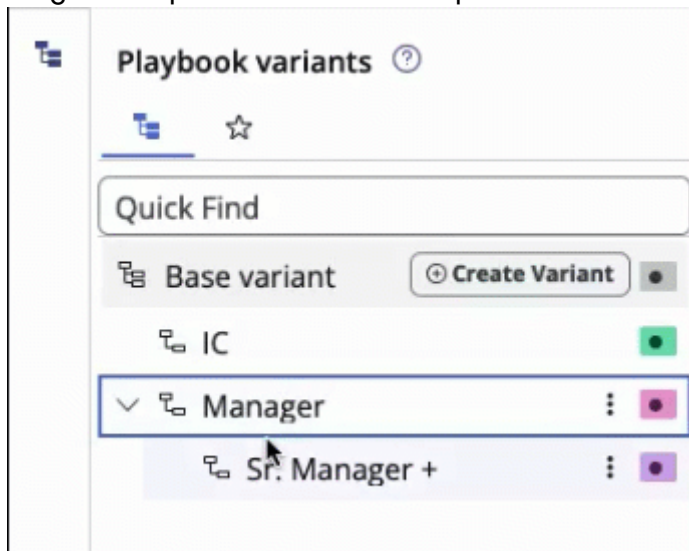 Playbook variants
Quick Find
Base variant
Create Variant
IC
Manager
Sr. Manager +